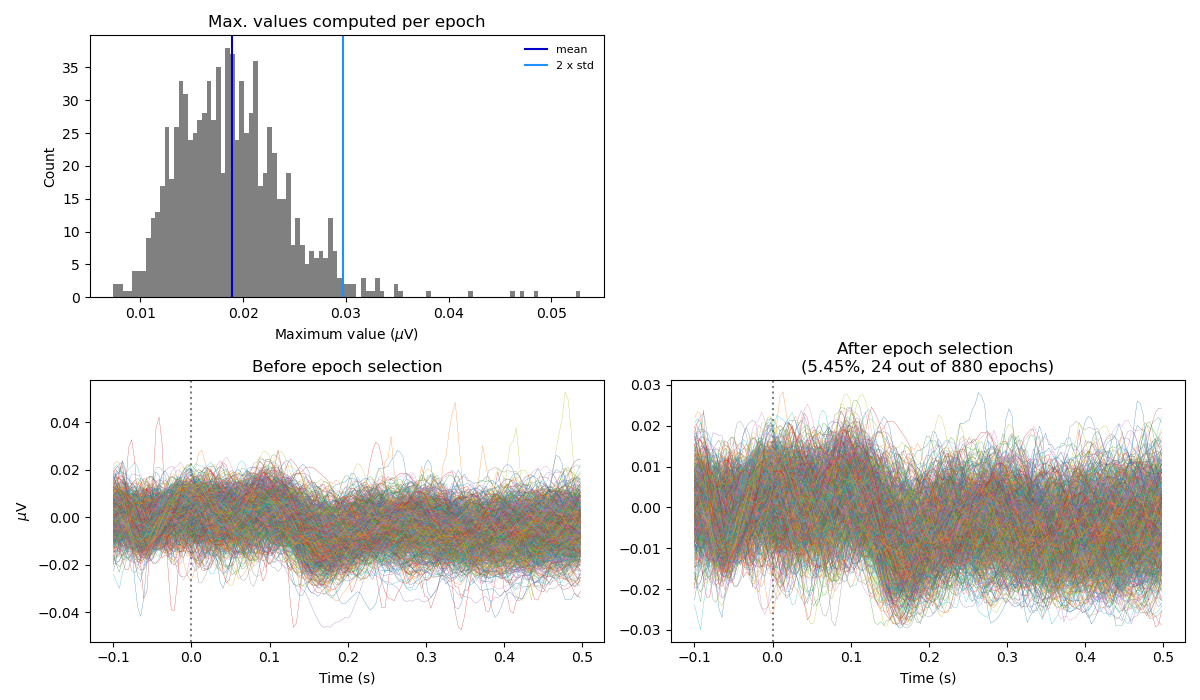 Max. values computed per epoch
Count
35
30
25
20
15
10
5
0
mean
2 x std
0.01 0.02 0.03 0.04 0.05
Maximum value (μV)
Before epoch selection
μV
0.04
0.02
0.00
−0.02
−0.04
−0.1 0.0 0.1 0.2 0.3 0.4 0.5
Time (s)
After epoch selection
(5.45%, 24 out of 880 epochs)
0.03
0.02
0.01
0.00
−0.01
−0.02
−0.03
−0.1 0.0 0.1 0.2 0.3 0.4 0.5
Time (s)